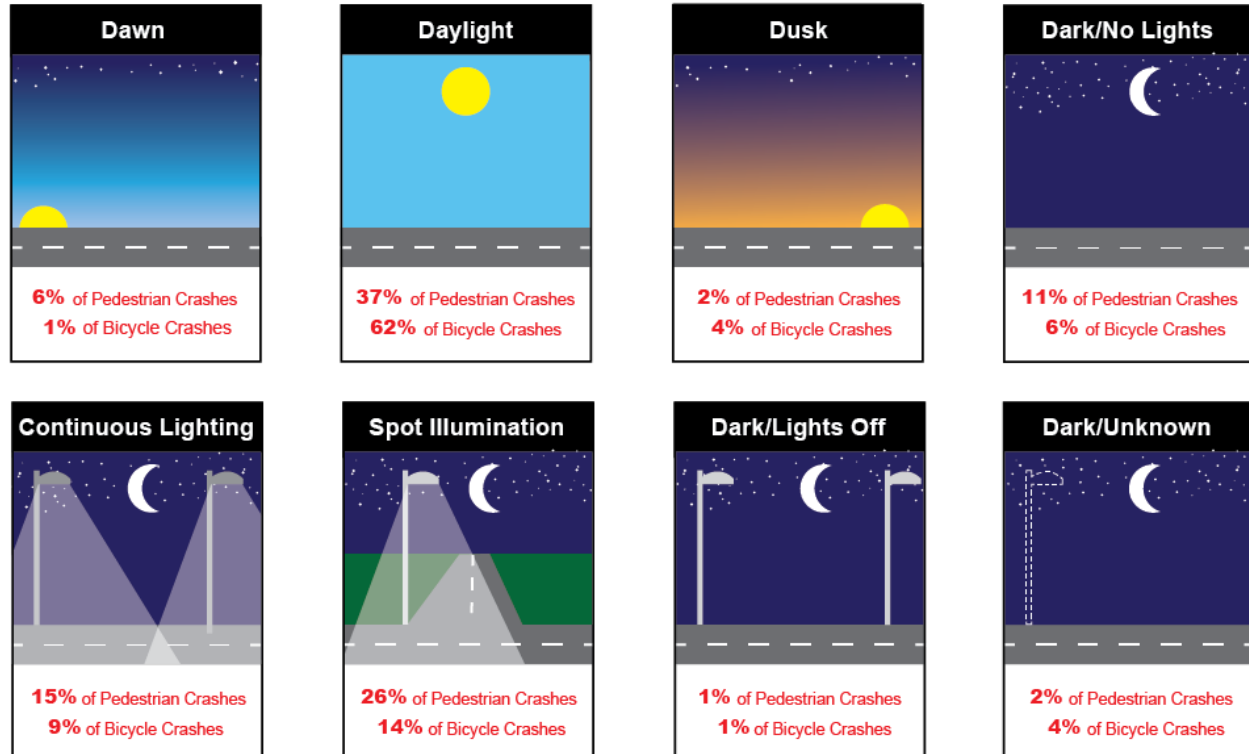 Dawn
6% of Pedestrian Crashes
1% of Bicycle Crashes
Daylight
37% of Pedestrian Crashes
62% of Bicycle Crashes
Dusk
2% of Pedestrian Crashes
4% of Bicycle Crashes
Dark/No Lights
11% of Pedestrian Crashes
6% of Bicycle Crashes
Continuous Lighting
15% of Pedestrian Crashes
9% of Bicycle Crashes
Spot Illumination
26% of Pedestrian Crashes
14% of Bicycle Crashes
Dark/Lights Off
1% of Pedestrian Crashes
1% of Bicycle Crashes
Dark/Unknown
2% of Pedestrian Crashes
4% of Bicycle Crashes